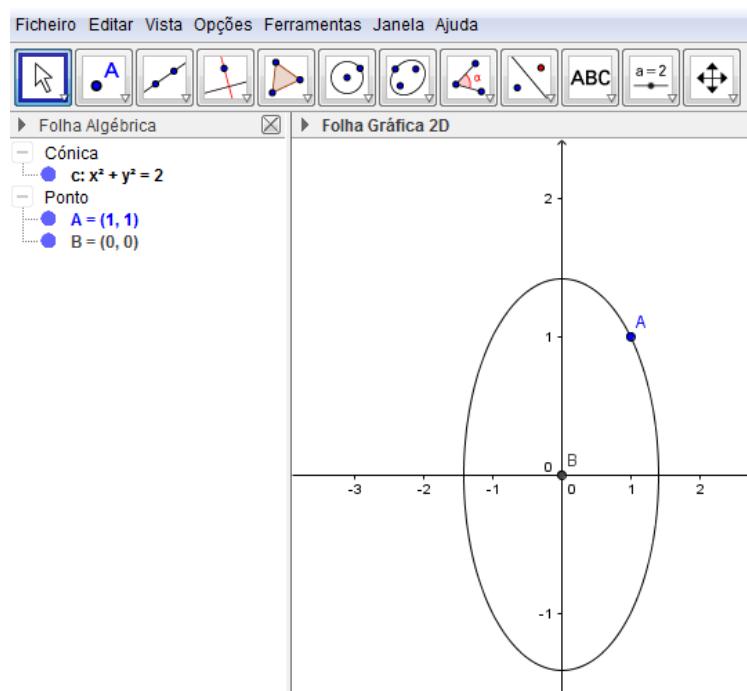 Ficheiro Editar Vista Opções Ferramentas Janela Ajuda
A α ABC a = 2
Folha Algébrica
Folha Gráfica 2D
Cónica
c: x² + y² = 2
Ponto
A = (1, 1)
B = (0, 0)
2
A
1
0 B
-3 -2 -1 0 1 2
-1